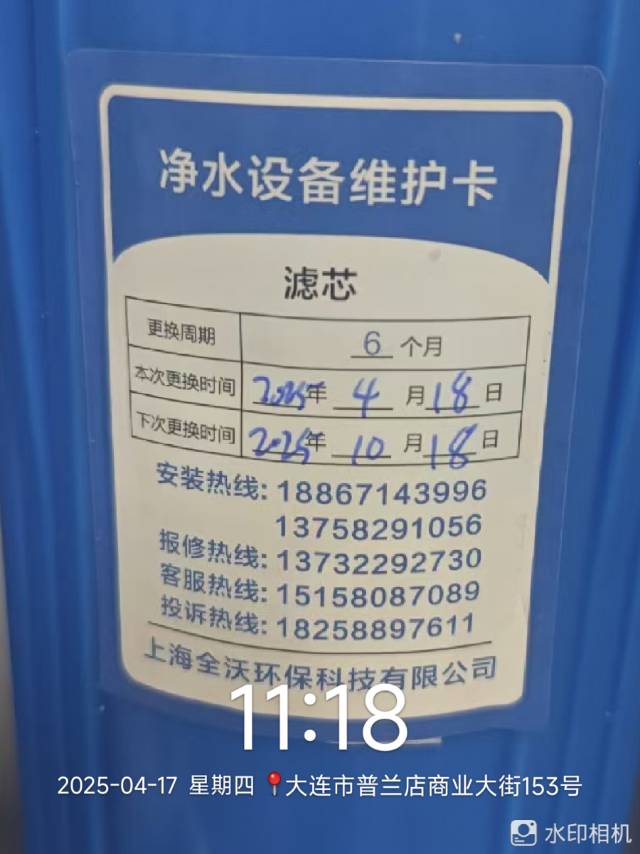 净水设备维护卡
滤芯
更换周期 6 个月
本次更换时间 2025年 4 月 18 日
下次更换时间 2025年 10 月 18 日
安装热线: 18867143996
13758291056
报修热线: 13732292730
客服热线: 15158087089
投诉热线: 18258897611
上海全沃环保科技有限公司
11:18
2025-04-17 星期四 大连市普兰店商业大街153号
水印相机